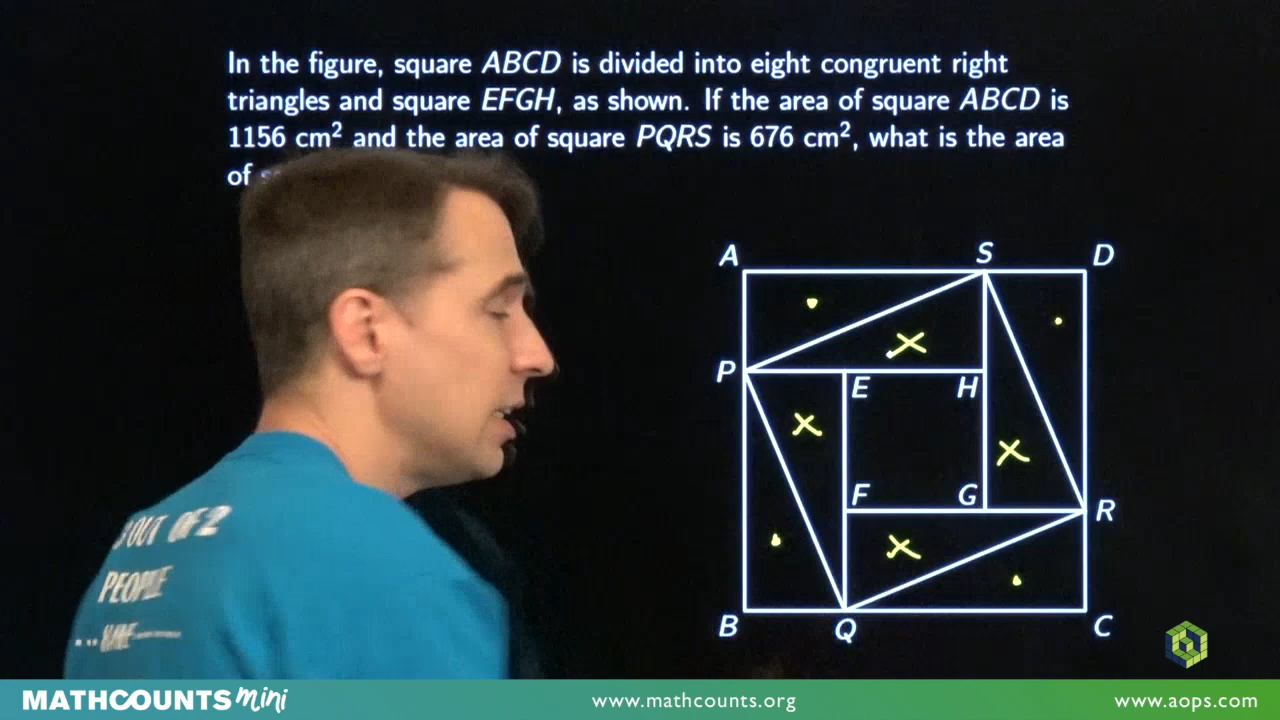 In the figure, square ABCD is divided into eight congruent right
triangles and square EFGH, as shown. If the area of square ABCD is
1156 cm² and the area of square PQRS is 676 cm², what is the area
of
A S D
P E H
F G R
B Q C
OUT OF 2
PEOPLE
MATHCOUNTS mini www.mathcounts.org www.aops.com